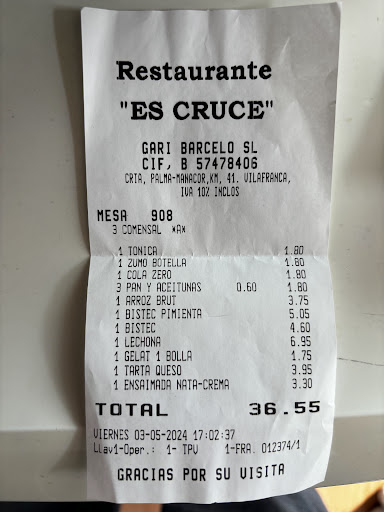 Restaurante
"ES CRUCE"
GARI BARCELO SL
CIF, B 57478406
CRTA, PALMA-MANACOR,KM, 41. VILAFRANCA,
IVA 10% INCLOS
MESA 908
3 COMENSAL *A*
1 TONICA 1.80
1 ZUMO BOTELLA 1.80
1 COLA ZERO 1.80
3 PAN Y ACEITUNAS 0.60 1.80
1 ARROZ BRUT 3.75
1 BISTEC PIMIENTA 5.05
1 BISTEC 4.60
1 LECHONA 6.95
1 GELAT 1 BOLLA 1.75
1 TARTA QUESO 3.95
1 ENSAIMADA NATA-CREMA 3.30
TOTAL 36.55
VIERNES 03-05-2024 17:02:37
Llav1-Oper.: 1- TPV 1-FRA. 012374/1
GRACIAS POR SU VISITA